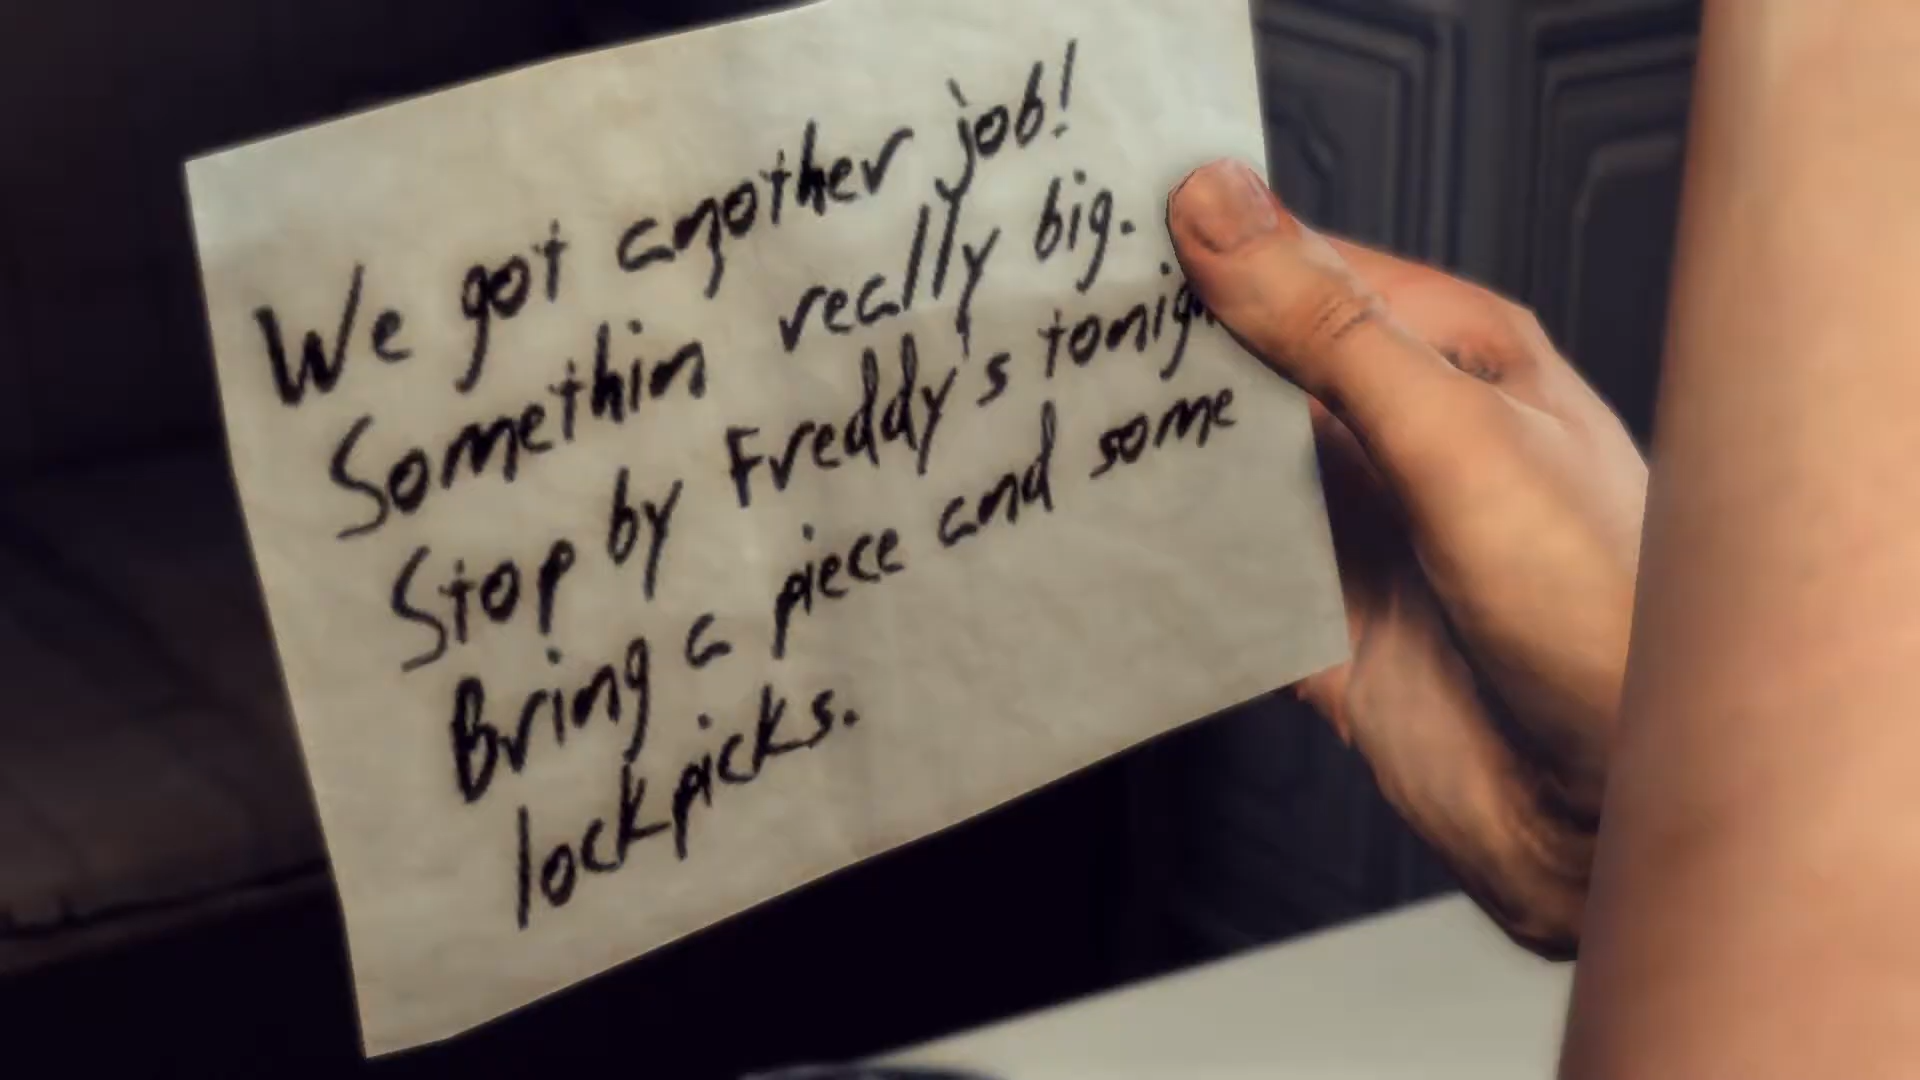 We got another job!
Somethin really big.
Stop by Freddy's
Bring a piece and some
lockpicks.